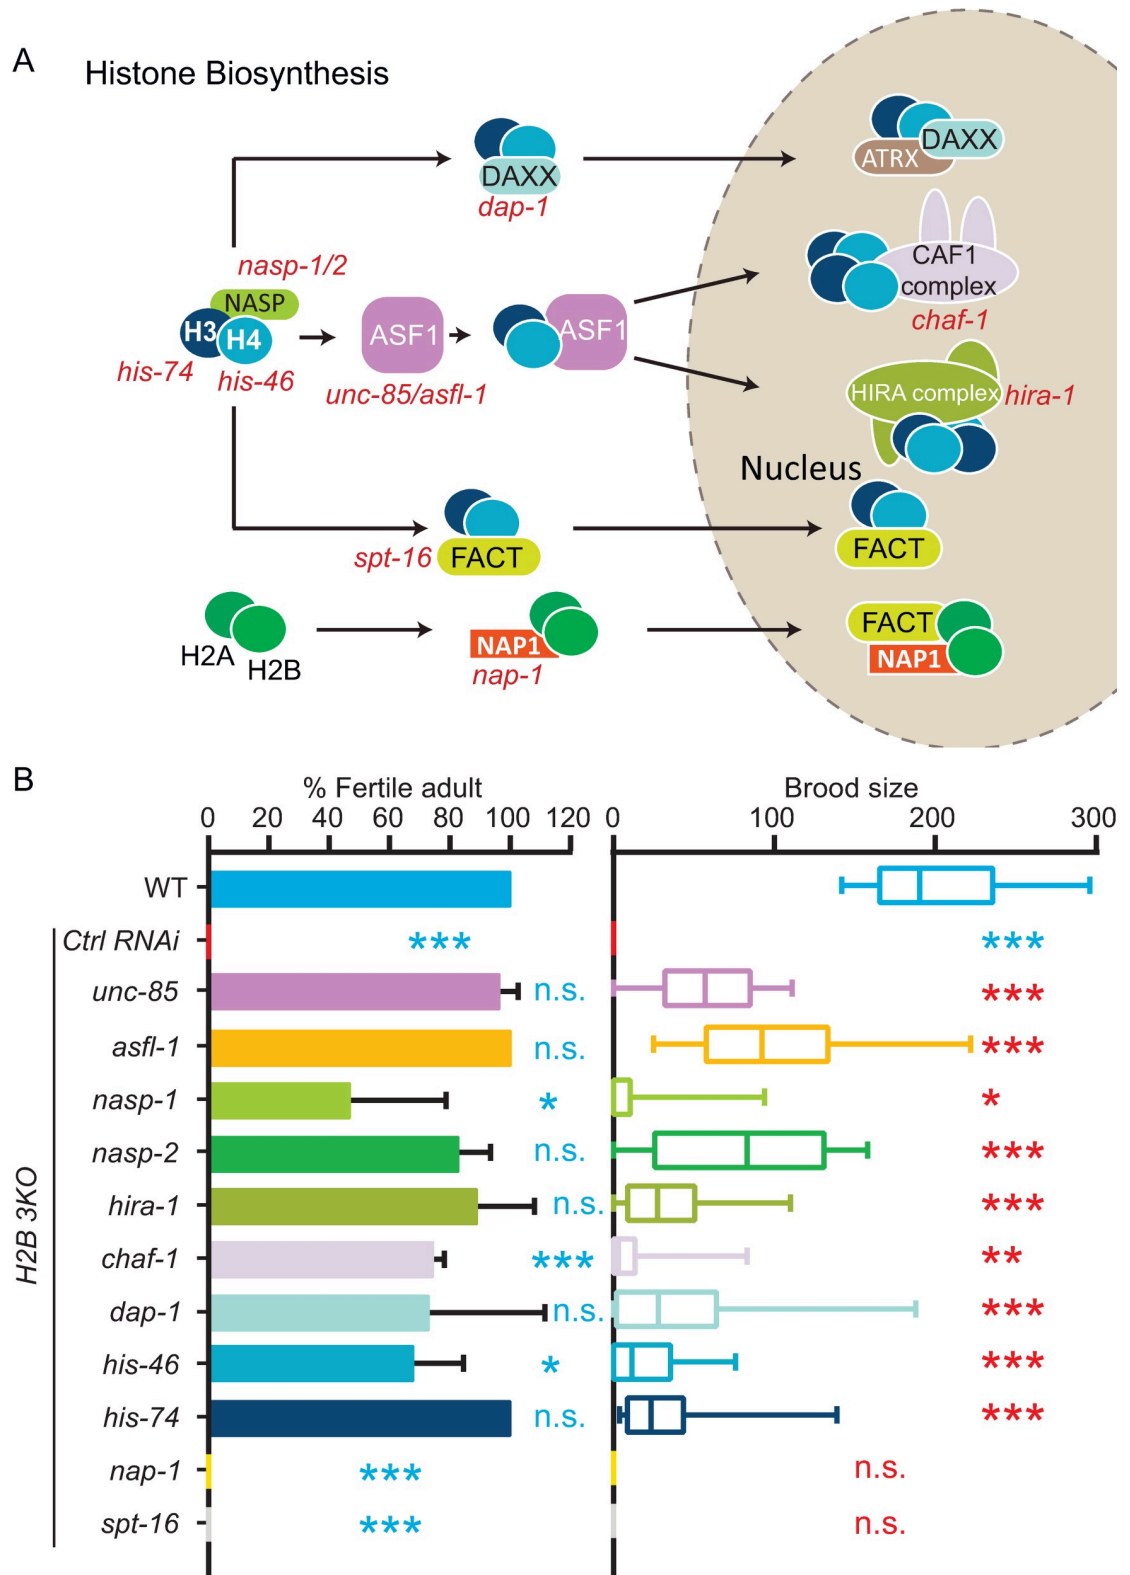 A
Histone Biosynthesis
DAXX
dap-1
DAXX
ATRX
nasp-1/2
NASP
H3
H4
his-74
his-46
ASF1
unc-85/asfl-1
ASF1
CAF1
complex
chaf-1
HIRA complex
hira-1
Nucleus
spt-16
FACT
FACT
H2A
H2B
NAP1
nap-1
FACT
NAP1
B
% Fertile adult
Brood size
0 20 40 60 80 100 120
0 100 200 300
WT
H2B 3KO
Ctrl RNAi *** ***
unc-85 n.s. ***
asfl-1 n.s. ***
nasp-1 * *
nasp-2 n.s. ***
hira-1 n.s. ***
chaf-1 *** **
dap-1 n.s. ***
his-46 * ***
his-74 n.s. ***
nap-1 *** n.s.
spt-16 *** n.s.